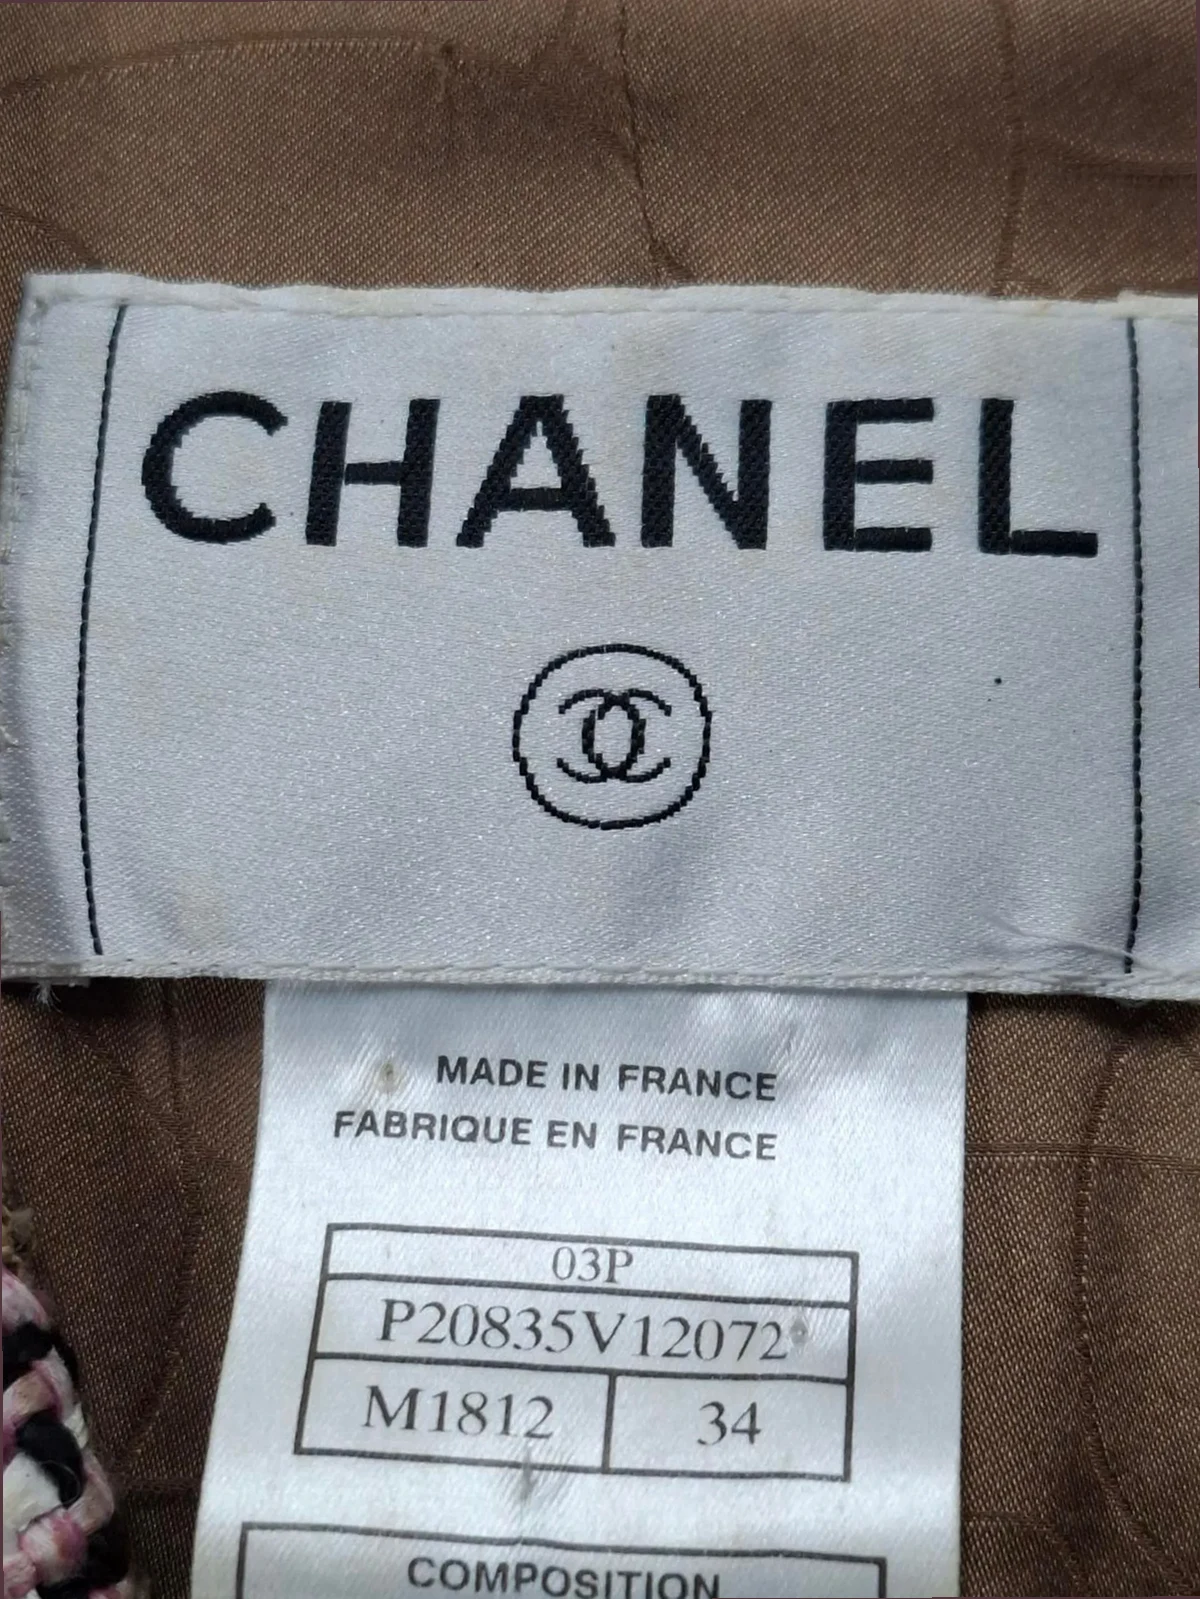 CHANEL
MADE IN FRANCE
FABRIQUE EN FRANCE
03P
P20835V12072
M1812 34
COMPOSITION